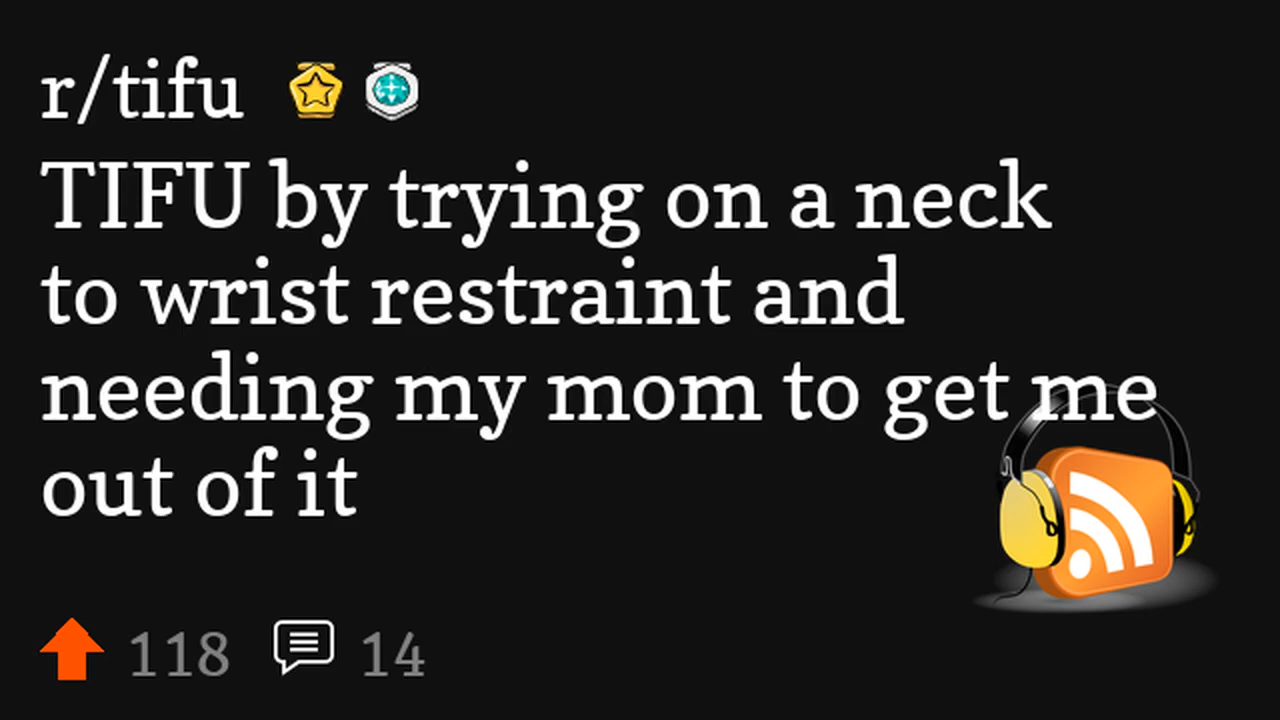 r/tifu
TIFU by trying on a neck
to wrist restraint and
needing my mom to get me
out of it
118 14